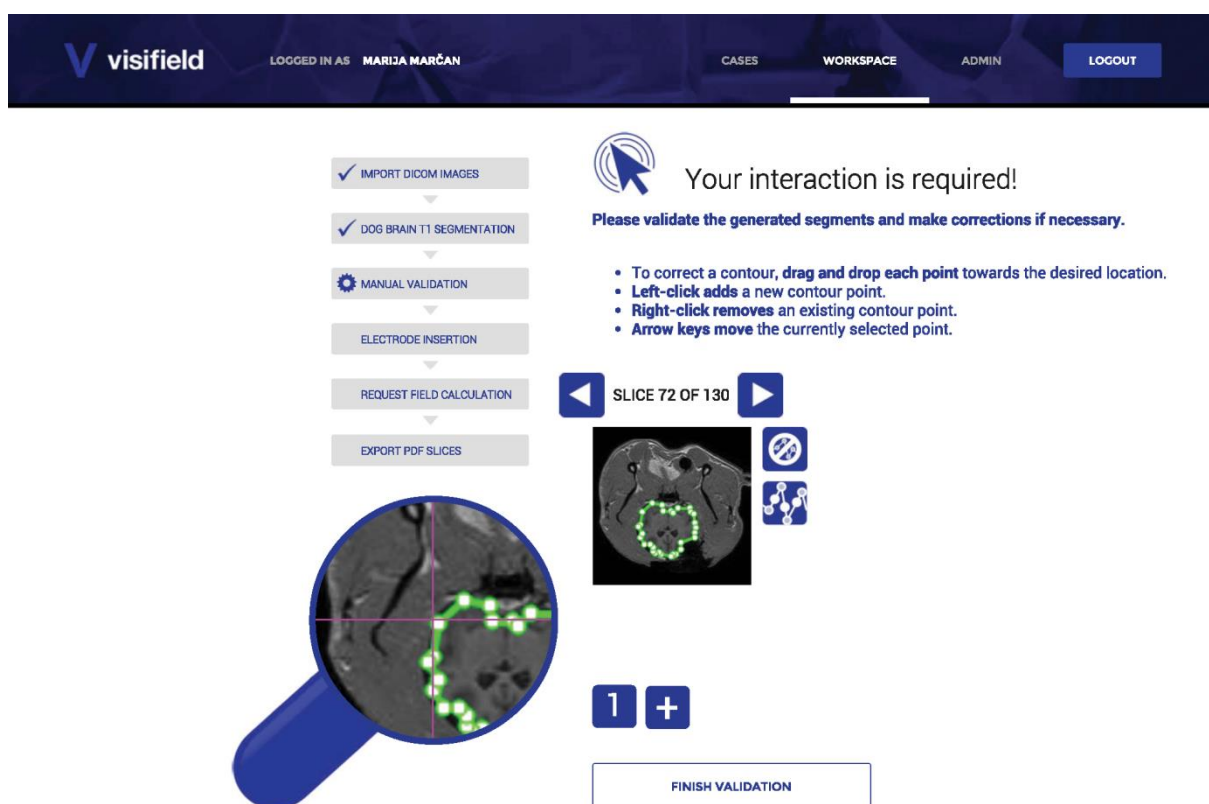 visifield
LOGGED IN AS MARIJA MARČAN
CASES
WORKSPACE
ADMIN
LOGOUT
IMPORT DICOM IMAGES
DOG BRAIN T1 SEGMENTATION
MANUAL VALIDATION
ELECTRODE INSERTION
REQUEST FIELD CALCULATION
EXPORT PDF SLICES
Your interaction is required!
Please validate the generated segments and make corrections if necessary.
• To correct a contour, drag and drop each point towards the desired location.
• Left-click adds a new contour point.
• Right-click removes an existing contour point.
• Arrow keys move the currently selected point.
SLICE 72 OF 130
1 +
FINISH VALIDATION